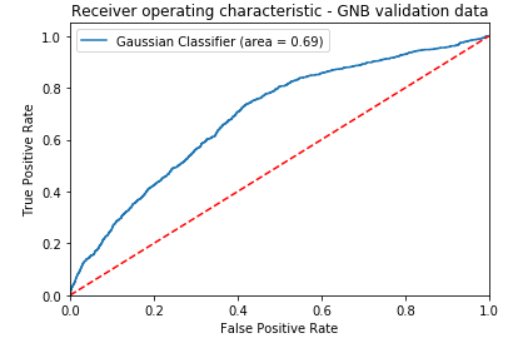 Receiver operating characteristic - GNB validation data
Gaussian Classifier (area = 0.69)
True Positive Rate
1.0
0.8
0.6
0.4
0.2
0.0
0.0 0.2 0.4 0.6 0.8 1.0
False Positive Rate